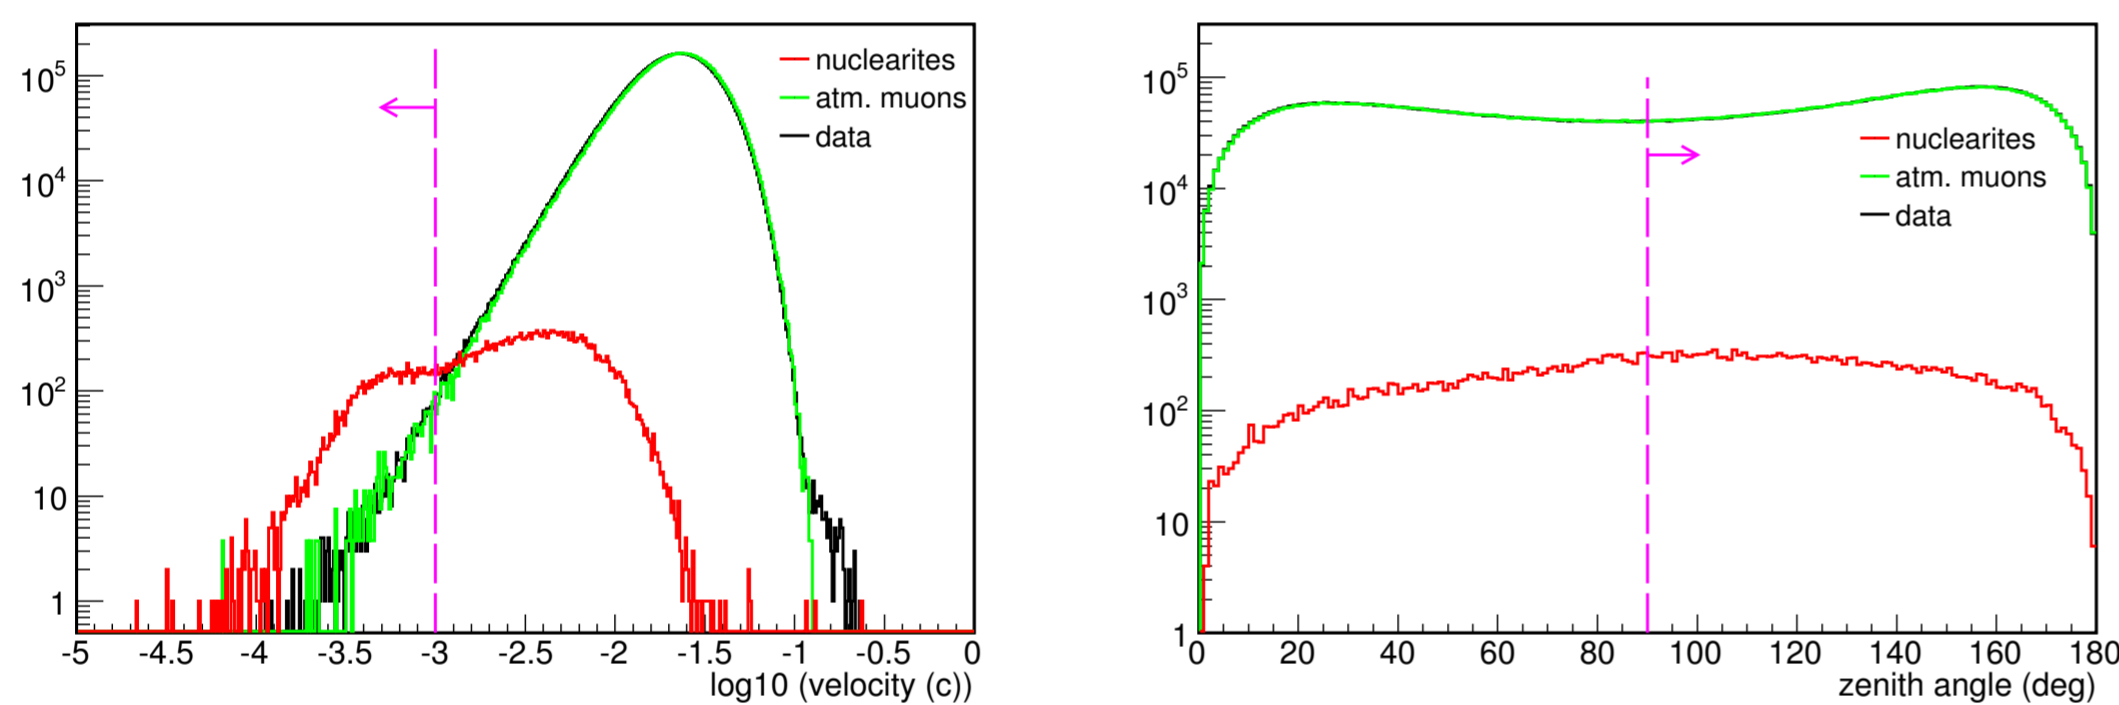 10^5
10^4
10^3
10^2
10
1
nuclearites
atm. muons
data
-5 -4.5 -4 -3.5 -3 -2.5 -2 -1.5 -1 -0.5 0
log10 (velocity (c))
10^5
10^4
10^3
10^2
10
1
nuclearites
atm. muons
data
0 20 40 60 80 100 120 140 160 180
zenith angle (deg)